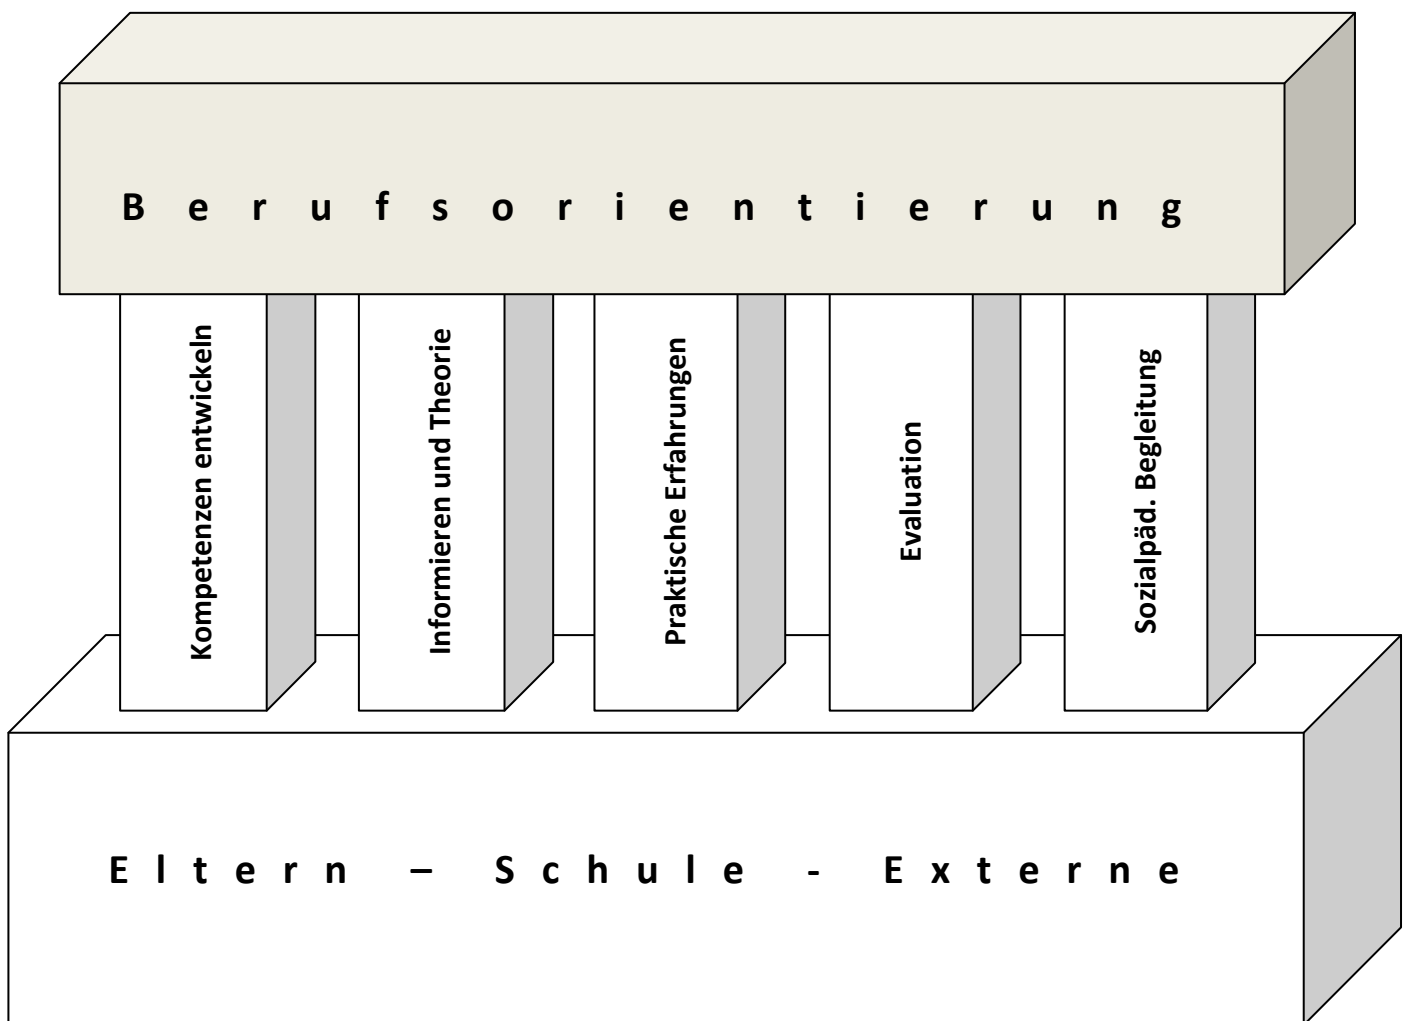 Berufsorientierung
Kompetenzen entwickeln
Informieren und Theorie
Praktische Erfahrungen
Evaluation
Sozialpäd. Begleitung
Eltern – Schule - Externe